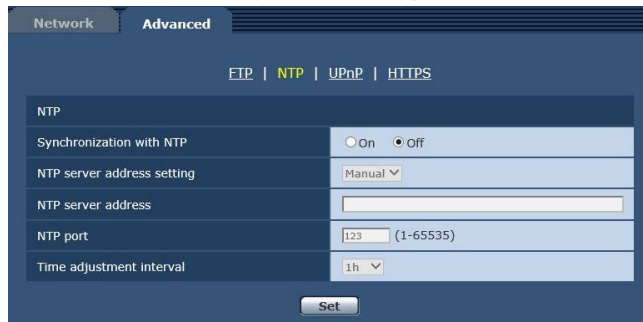 Network Advanced
FTP | NTP | UPnP | HTTPS
NTP
Synchronization with NTP On Off
NTP server address setting Manual
NTP server address
NTP port 123 (1-65535)
Time adjustment interval 1h
Set